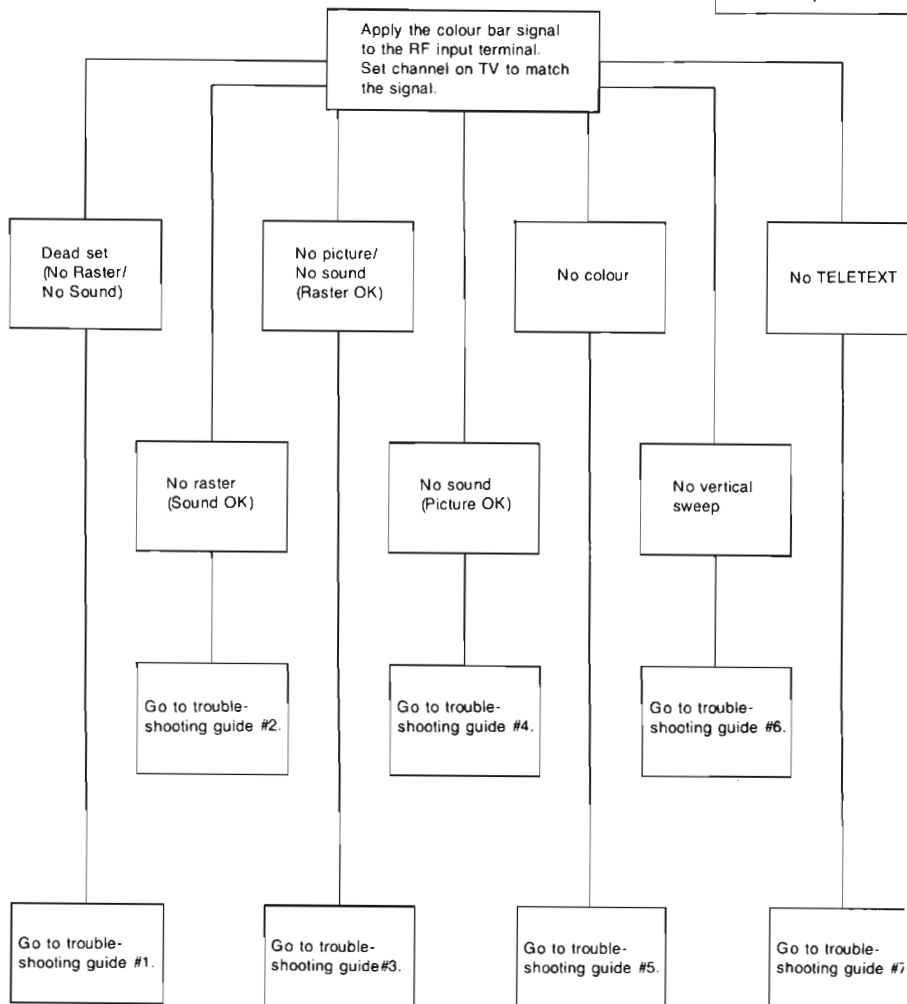 Apply the colour bar signal
to the RF input terminal.
Set channel on TV to match
the signal.
Dead set
(No Raster/
No Sound)
No picture/
No sound
(Raster OK)
No colour
No TELETEXT
No raster
(Sound OK)
No sound
(Picture OK)
No vertical
sweep
Go to trouble-
shooting guide #2.
Go to trouble-
shooting guide #4.
Go to trouble-
shooting guide #6.
Go to trouble-
shooting guide #1.
Go to trouble-
shooting guide#3.
Go to trouble-
shooting guide #5.
Go to trouble-
shooting guide #7